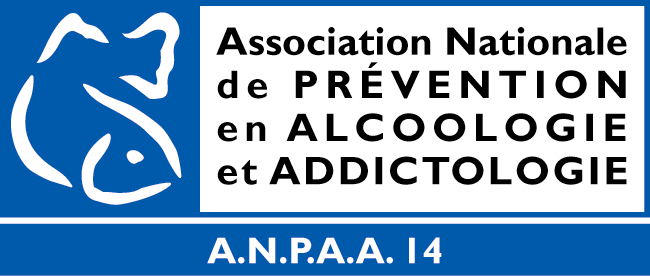 Association Nationale
de PRÉVENTION
en ALCOOLOGIE
et ADDICTOLOGIE
A.N.P.A.A. 14